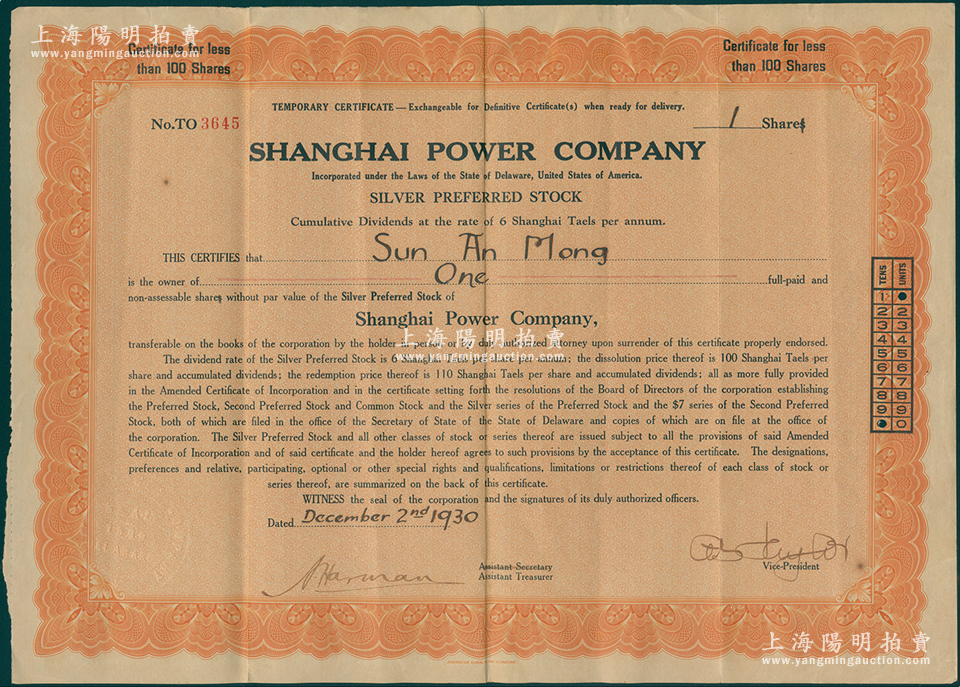 上海陽明拍賣
www.yangmingauction.com
Certificate for less
than 100 Shares
Certificate for less
than 100 Shares
TEMPORARY CERTIFICATE — Exchangeable for Definitive Certificate(s) when ready for delivery.
No. TO 3645
1 Shares
SHANGHAI POWER COMPANY
Incorporated under the Laws of the State of Delaware, United States of America.
SILVER PREFERRED STOCK
Cumulative Dividends at the rate of 6 Shanghai Taels per annum.
THIS CERTIFIES that Sun An Mong
is the owner of One full-paid and
non-assessable shares without par value of the Silver Preferred Stock of
Shanghai Power Company,
上海陽明拍賣
www.yangmingauction.com
transferable on the books of the corporation by the holder in person or by duly authorized attorney upon surrender of this certificate properly endorsed.
The dividend rate of the Silver Preferred Stock is 6 Shanghai Taels per share per annum; the dissolution price thereof is 100 Shanghai Taels per
share and accumulated dividends; the redemption price thereof is 110 Shanghai Taels per share and accumulated dividends; all as more fully provided
in the Amended Certificate of Incorporation and in the certificate setting forth the resolutions of the Board of Directors of the corporation establishing
the Preferred Stock, Second Preferred Stock and Common Stock and the Silver series of the Preferred Stock and the $7 series of the Second Preferred
Stock, both of which are filed in the office of the Secretary of State of the State of Delaware and copies of which are on file at the office of
the corporation. The Silver Preferred Stock and all other classes of stock or series thereof are issued subject to all the provisions of said Amended
Certificate of Incorporation and of said certificate and the holder hereof agrees to such provisions by the acceptance of this certificate. The designations,
preferences and relative, participating, optional or other special rights and qualifications, limitations or restrictions thereof of each class of stock or
series thereof, are summarized on the back of this certificate.
WITNESS the seal of the corporation and the signatures of its duly authorized officers.
Dated December 2nd 1930
TENS UNITS
1
2 2
3 3
4 4
5 5
6 6
7 7
8 8
9 9
0
Harman
Assistant Secretary
Assistant Treasurer
Vice-President
上海陽明拍賣
www.yangmingauction.com